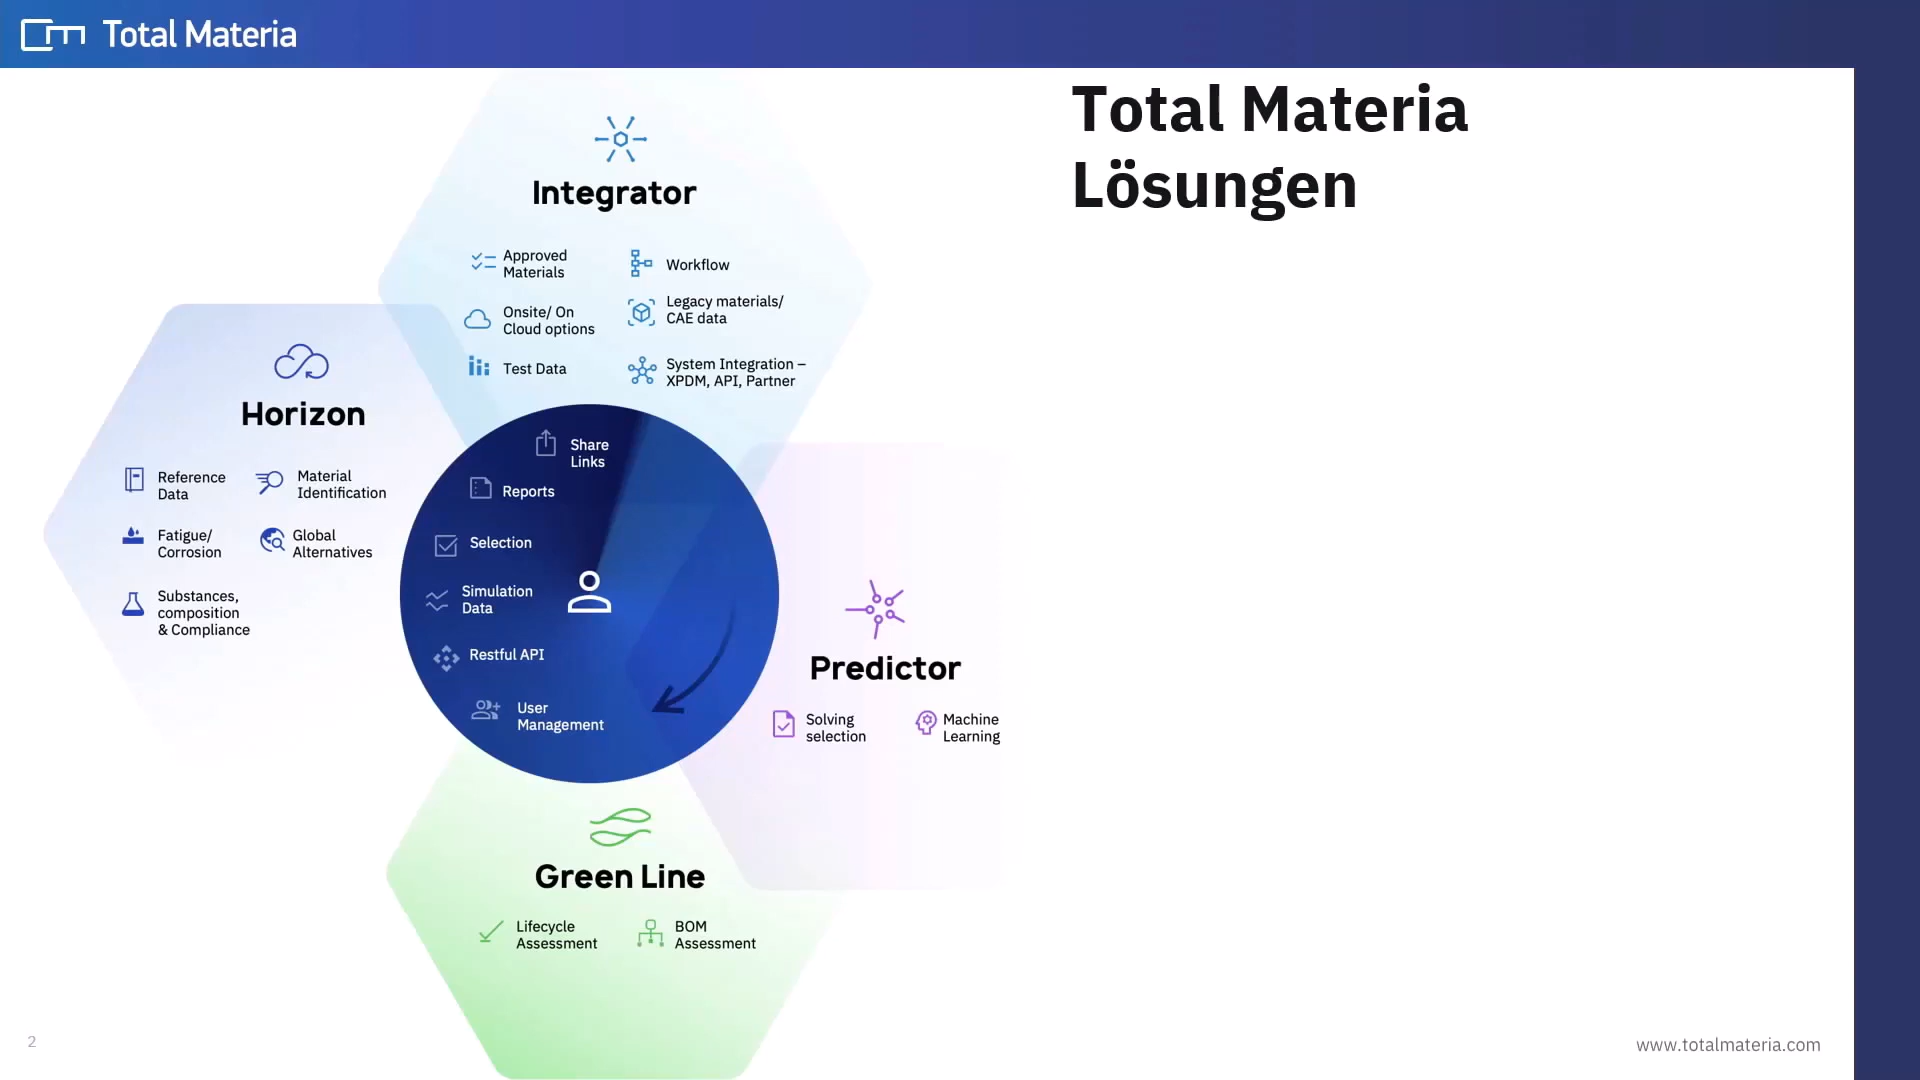 Total Materia
Total Materia
Lösungen
Integrator
Approved
Materials
Workflow
Onsite/ On
Cloud options
Legacy materials/
CAE data
Test Data
System Integration –
XPDM, API, Partner
Horizon
Reference
Data
Material
Identification
Fatigue/
Corrosion
Global
Alternatives
Substances,
composition
& Compliance
Share
Links
Reports
Selection
Simulation
Data
Restful API
User
Management
Predictor
Solving
selection
Machine
Learning
Green Line
Lifecycle
Assessment
BOM
Assessment
2
www.totalmateria.com